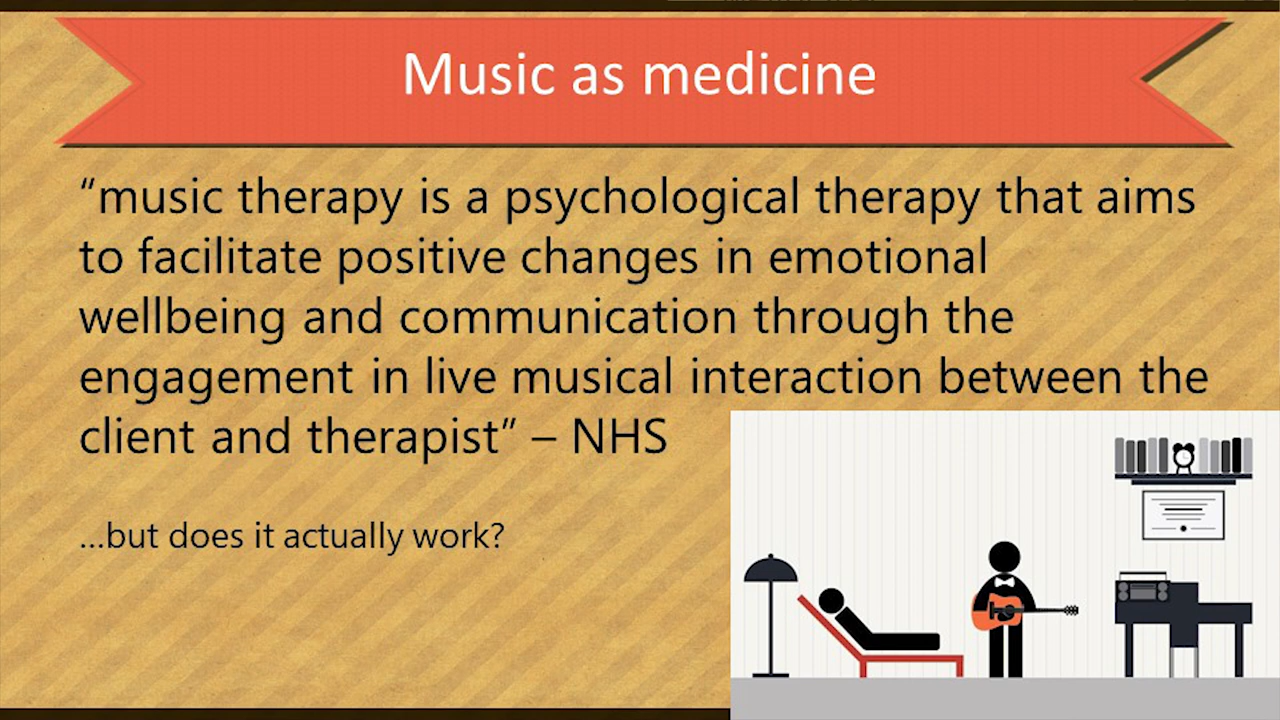 Music as medicine
“music therapy is a psychological therapy that aims
to facilitate positive changes in emotional
wellbeing and communication through the
engagement in live musical interaction between the
client and therapist” – NHS
...but does it actually work?